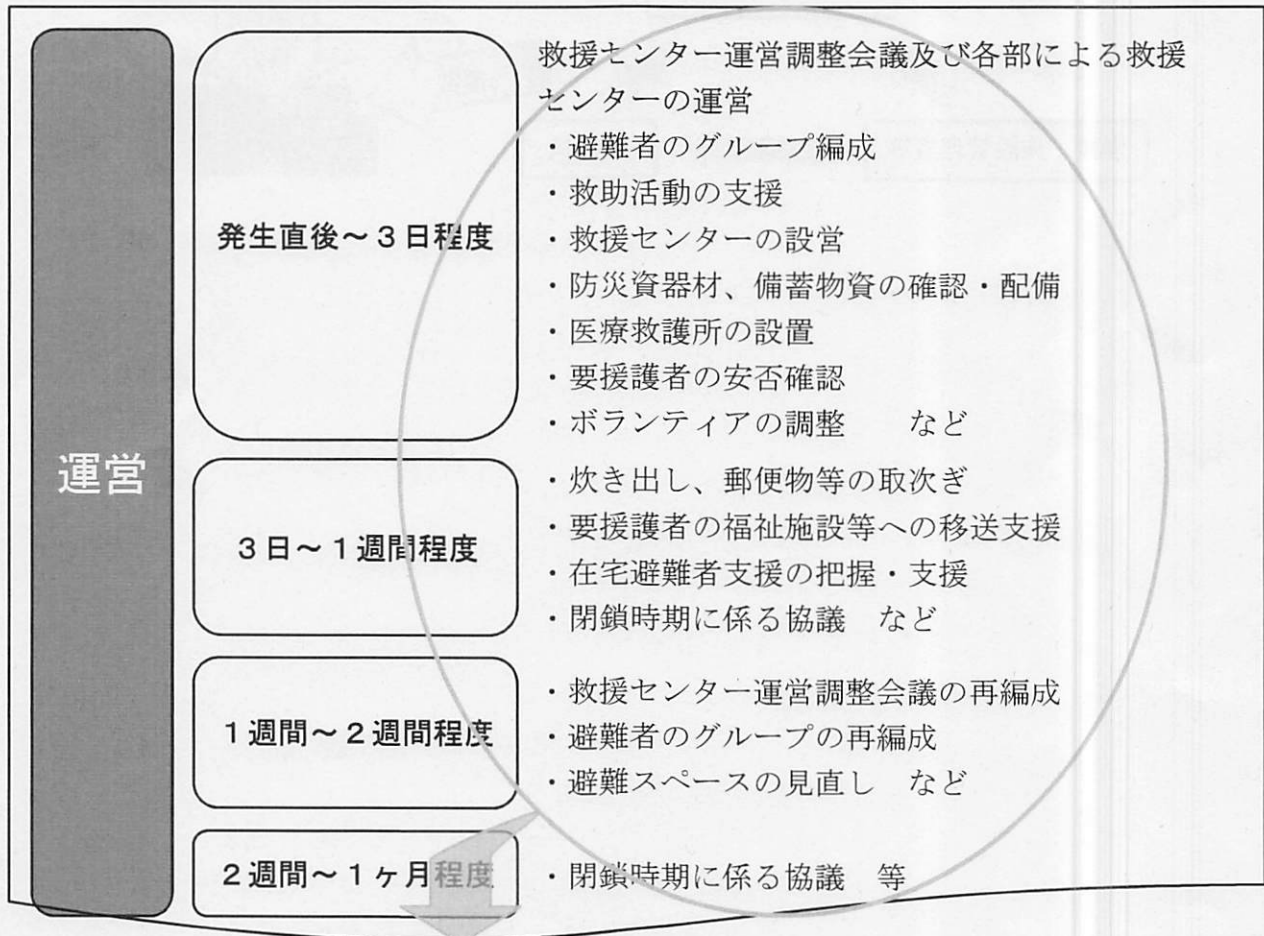 運営
発生直後～３日程度
救援センター運営調整会議及び各部による救援
センターの運営
・避難者のグループ編成
・救助活動の支援
・救援センターの設営
・防災資器材、備蓄物資の確認・配備
・医療救護所の設置
・要援護者の安否確認
・ボランティアの調整　　など
３日～１週間程度
・炊き出し、郵便物等の取次ぎ
・要援護者の福祉施設等への移送支援
・在宅避難者支援の把握・支援
・閉鎖時期に係る協議　など
１週間～２週間程度
・救援センター運営調整会議の再編成
・避難者のグループの再編成
・避難スペースの見直し　など
２週間～１ヶ月程度
・閉鎖時期に係る協議　等